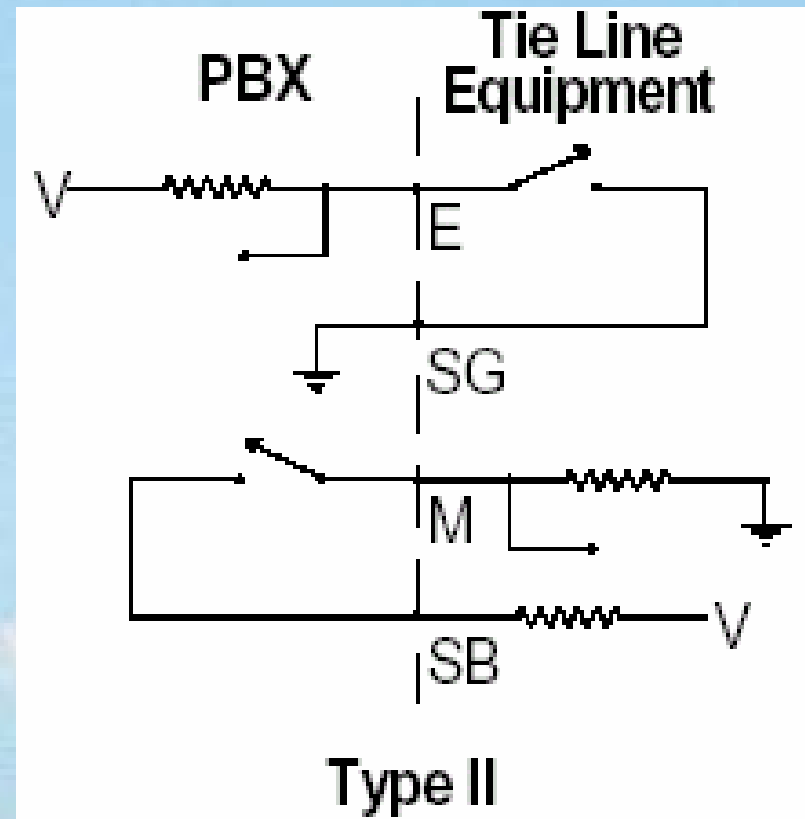 PBX
Tie Line
Equipment
V
E
SG
M
V
SB
Type II